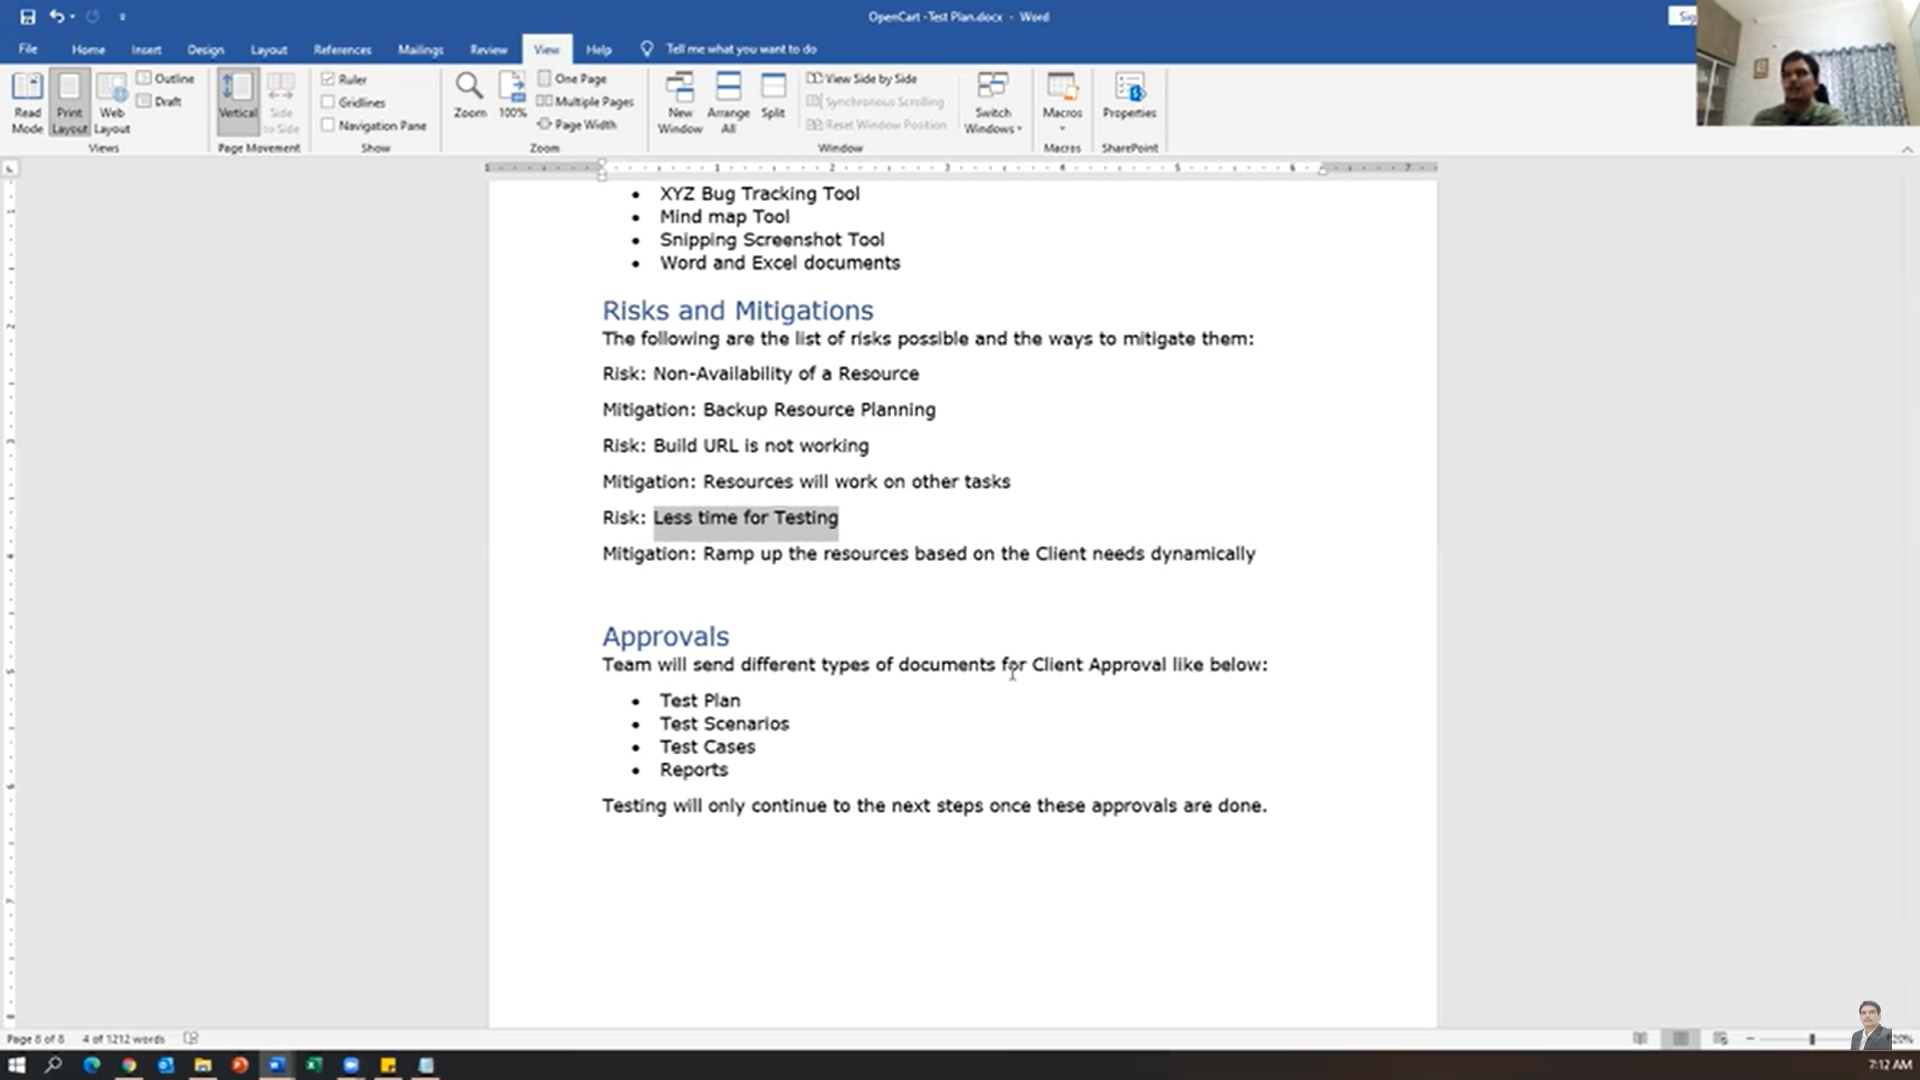 OpenCart -Test Plan.docx - Word
Sig
File Home Insert Design Layout References Mailings Review View Help Tell me what you want to do
Read Mode
Print Layout
Web Layout
Outline
Draft
Views
Vertical
Side to Side
Page Movement
Ruler
Gridlines
Navigation Pane
Show
Zoom
100%
One Page
Multiple Pages
Page Width
Zoom
New Window
Arrange All
Split
View Side by Side
Synchronous Scrolling
Reset Window Position
Window
Switch Windows
Macros
Macros
Properties
SharePoint
1 2 3 4 5 6 7
• XYZ Bug Tracking Tool
• Mind map Tool
• Snipping Screenshot Tool
• Word and Excel documents
Risks and Mitigations
The following are the list of risks possible and the ways to mitigate them:
Risk: Non-Availability of a Resource
Mitigation: Backup Resource Planning
Risk: Build URL is not working
Mitigation: Resources will work on other tasks
Risk: Less time for Testing
Mitigation: Ramp up the resources based on the Client needs dynamically
Approvals
Team will send different types of documents for Client Approval like below:
• Test Plan
• Test Scenarios
• Test Cases
• Reports
Testing will only continue to the next steps once these approvals are done.
Page 8 of 8 4 of 1212 words
7:12 AM